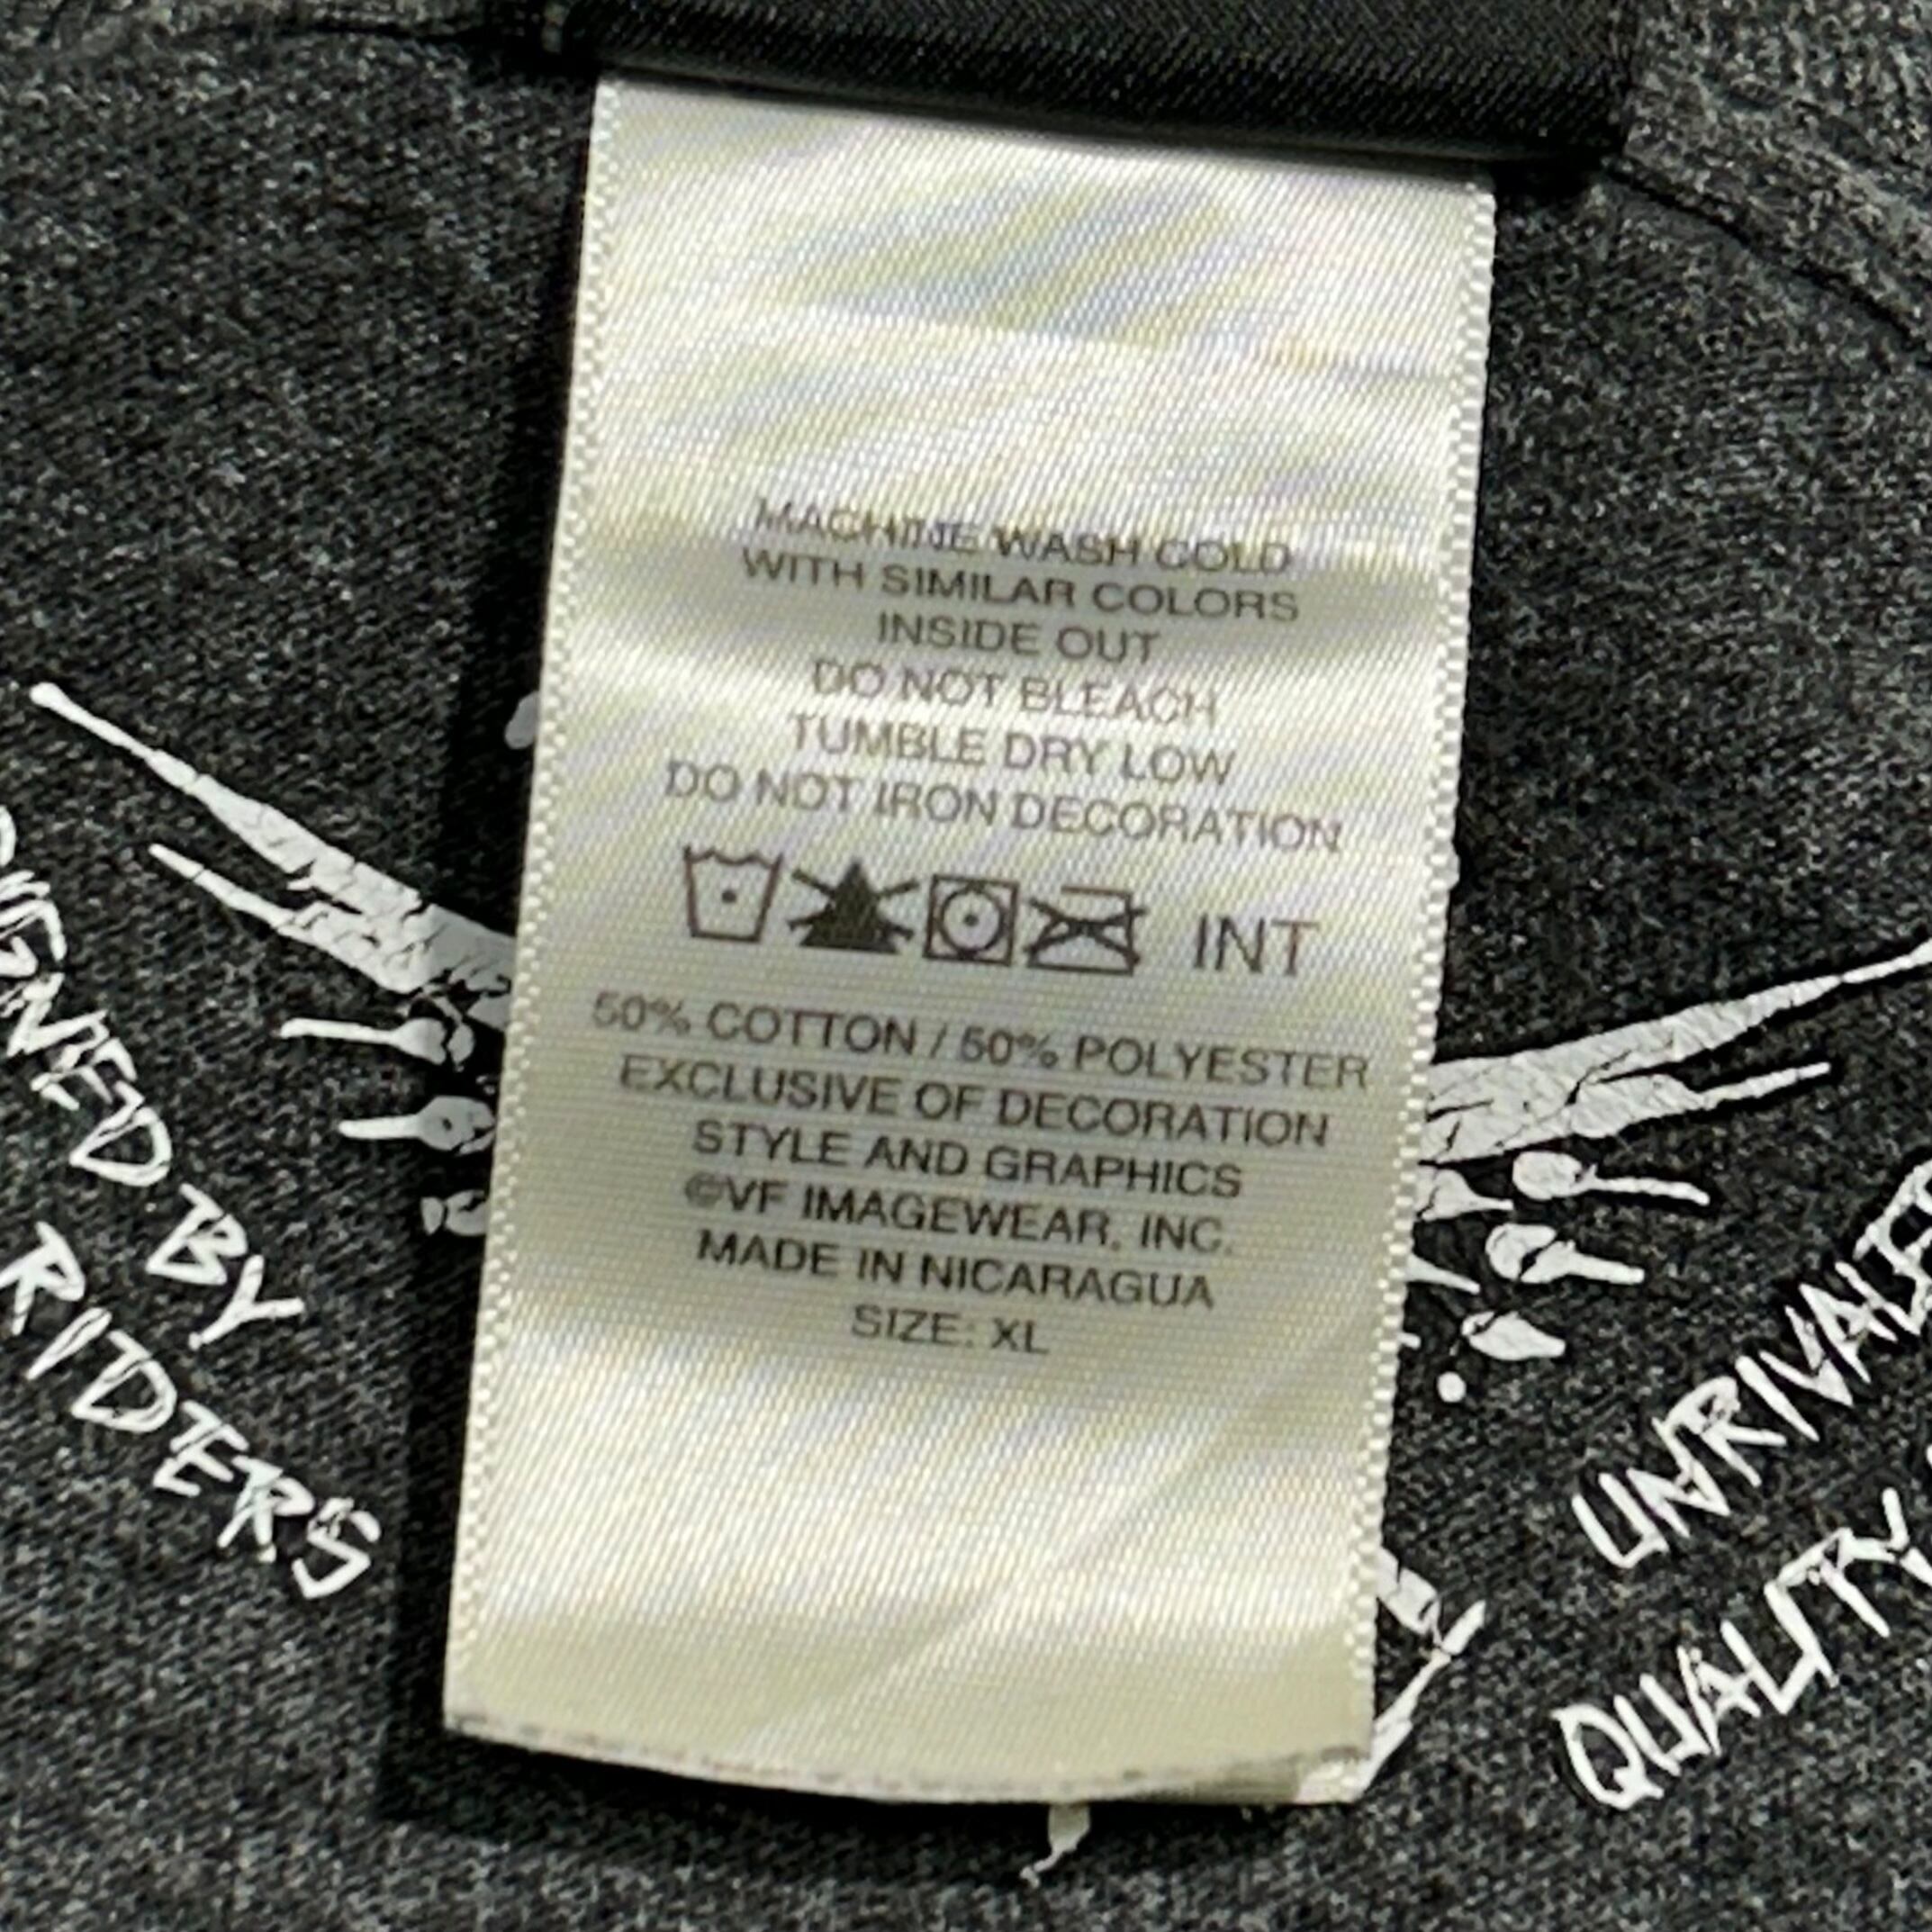 MACHINE WASH COLD
WITH SIMILAR COLORS
INSIDE OUT
DO NOT BLEACH
TUMBLE DRY LOW
DO NOT IRON DECORATION
INT
50% COTTON / 50% POLYESTER
EXCLUSIVE OF DECORATION
STYLE AND GRAPHICS
©VF IMAGEWEAR, INC.
MADE IN NICARAGUA
SIZE: XL
BY
RIDERS
QUALITY